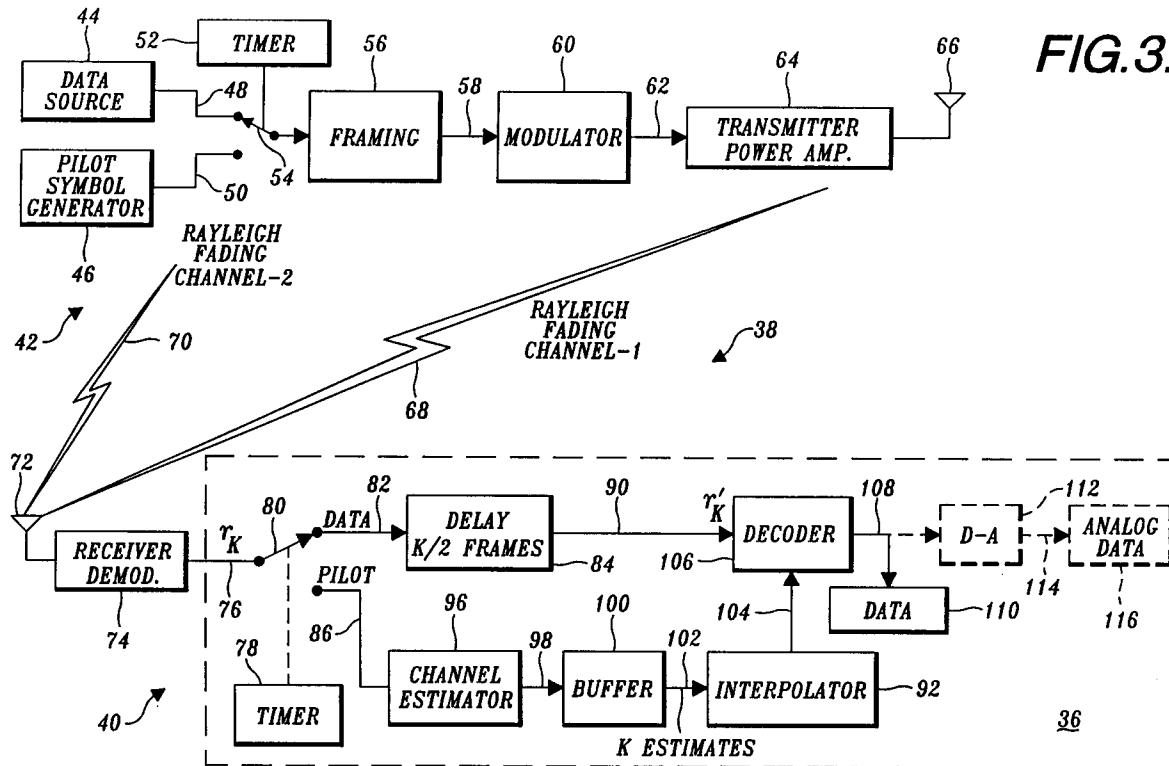 FIG.3.
44
DATA
SOURCE
48
52
TIMER
54
PILOT
SYMBOL
GENERATOR
50
46
56
FRAMING
58
60
MODULATOR
62
64
TRANSMITTER
POWER AMP.
66
RAYLEIGH
FADING
CHANNEL-2
42
70
RAYLEIGH
FADING
CHANNEL-1
38
68
72
RECEIVER
DEMOD.
74
40
rK
76
80
78
TIMER
DATA
82
DELAY
K/2 FRAMES
84
90
r'K
DECODER
106
108
D-A
112
114
ANALOG
DATA
116
DATA
110
PILOT
86
96
CHANNEL
ESTIMATOR
98
100
BUFFER
102
K ESTIMATES
104
INTERPOLATOR
92
36